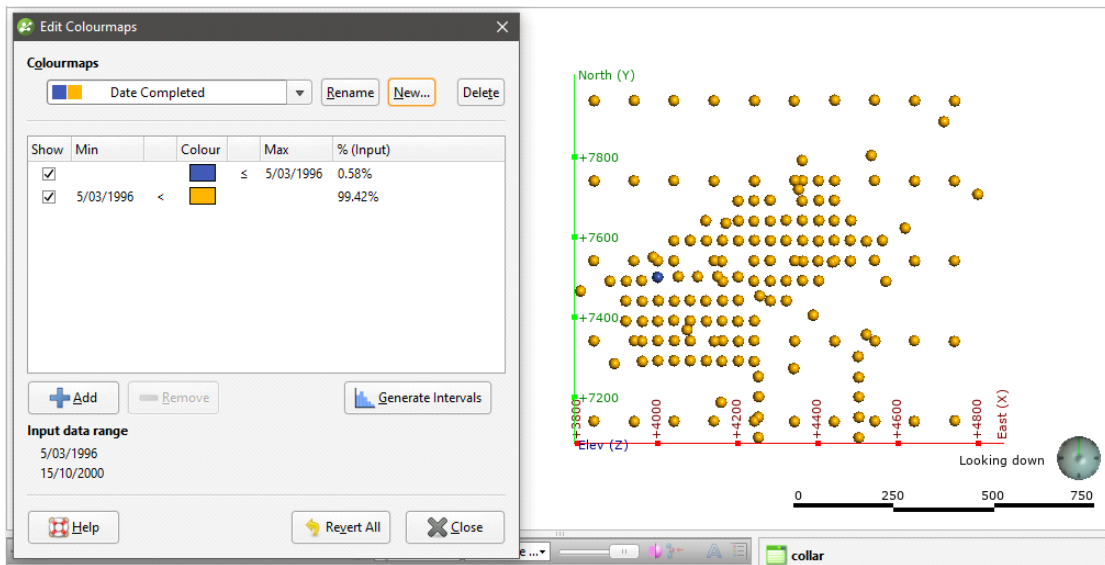 Edit Colourmaps
Colourmaps
Date Completed
Rename
New...
Delete
Show Min Colour Max % (Input)
≤ 5/03/1996 0.58%
5/03/1996 < 99.42%
Add
Remove
Generate Intervals
Input data range
5/03/1996
15/10/2000
Help
Revert All
Close
North (Y)
+7800
+7600
+7400
+7200
+3800
+4000
+4200
+4400
+4600
+4800
East (X)
Elev (Z)
Looking down
0 250 500 750
e ...
collar